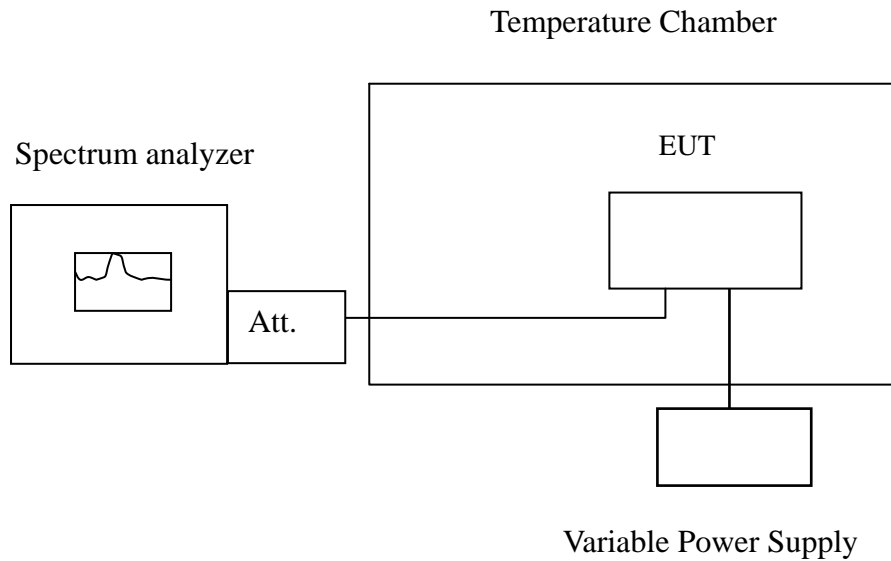 Temperature Chamber
Spectrum analyzer
EUT
Att.
Variable Power Supply